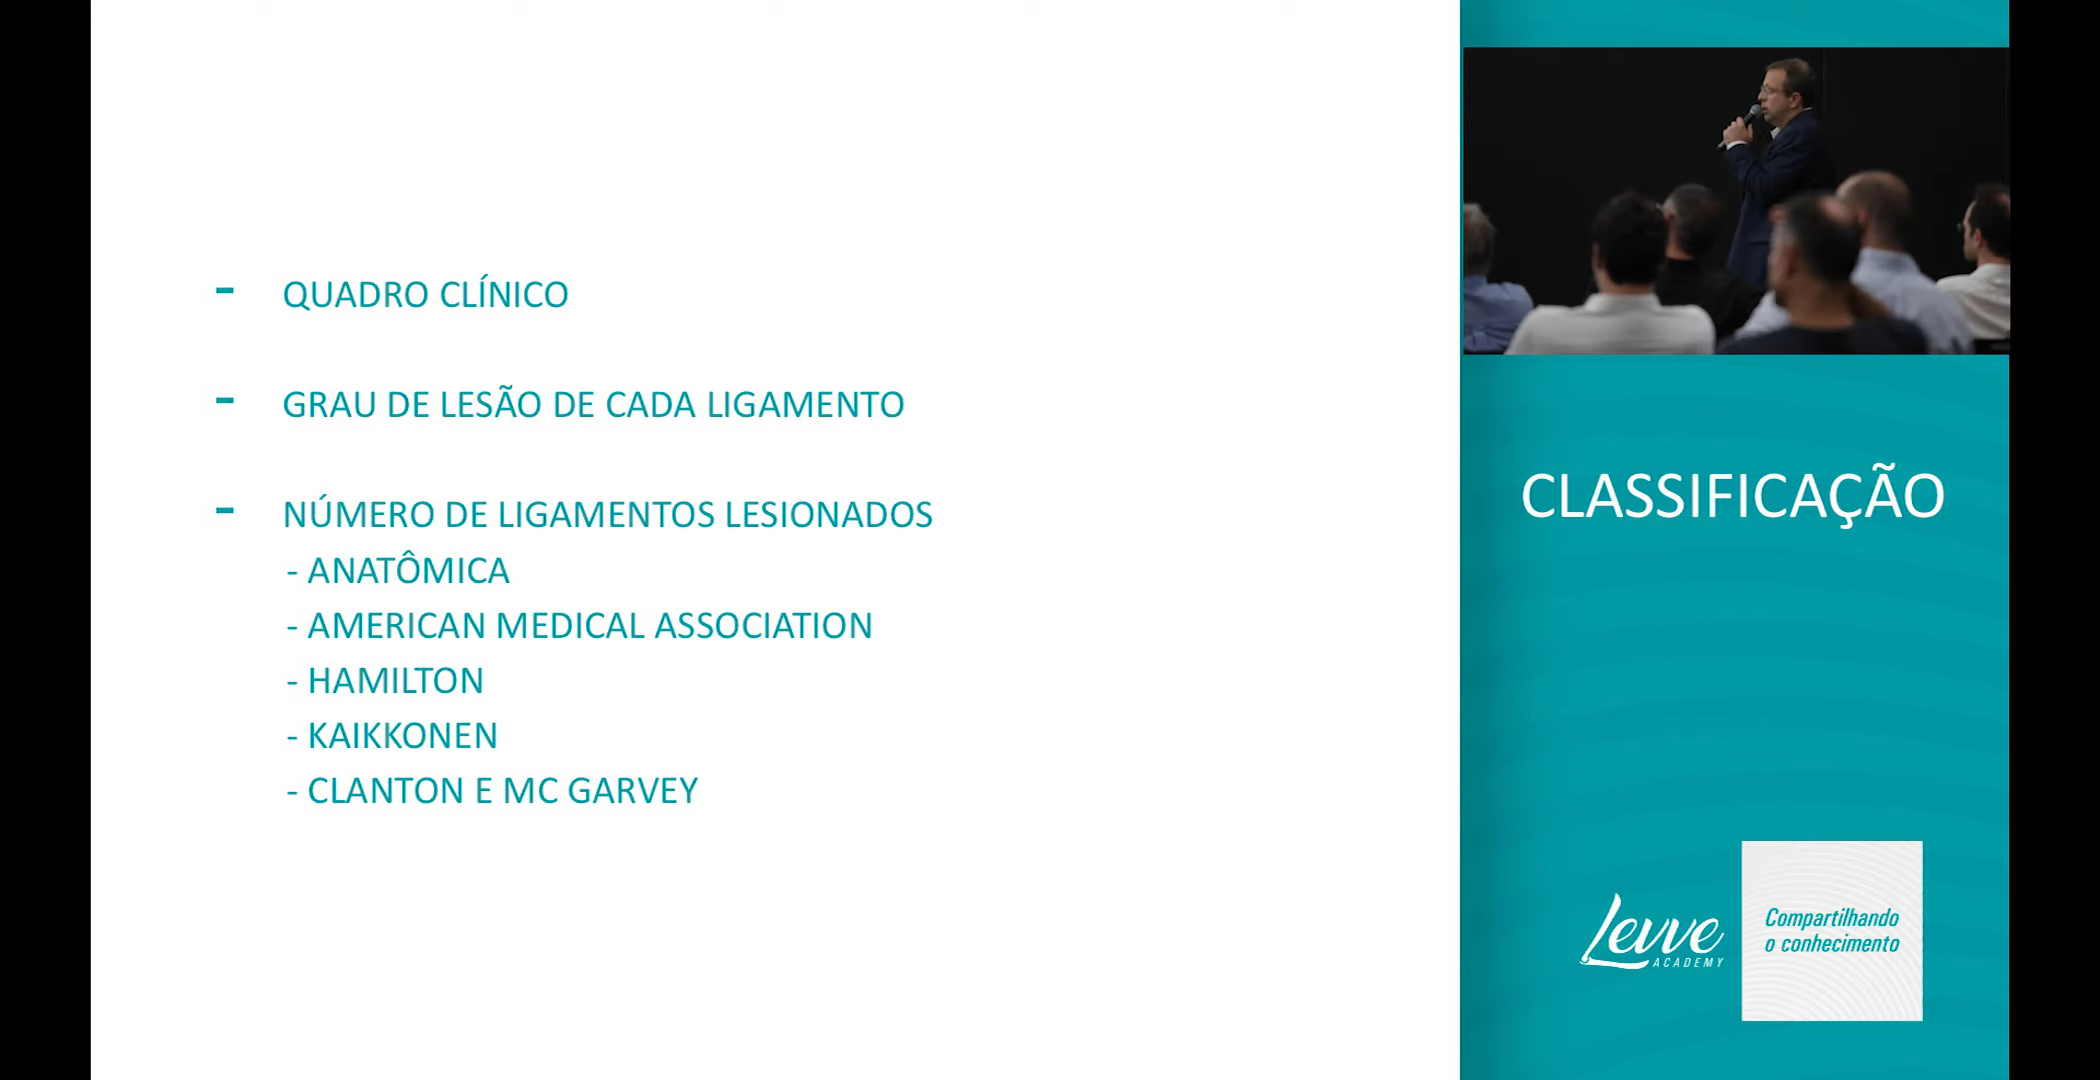 - QUADRO CLÍNICO
- GRAU DE LESÃO DE CADA LIGAMENTO
- NÚMERO DE LIGAMENTOS LESIONADOS
- ANATÔMICA
- AMERICAN MEDICAL ASSOCIATION
- HAMILTON
- KAIKKONEN
- CLANTON E MC GARVEY
CLASSIFICAÇÃO
Levve
ACADEMY
Compartilhando
o conhecimento